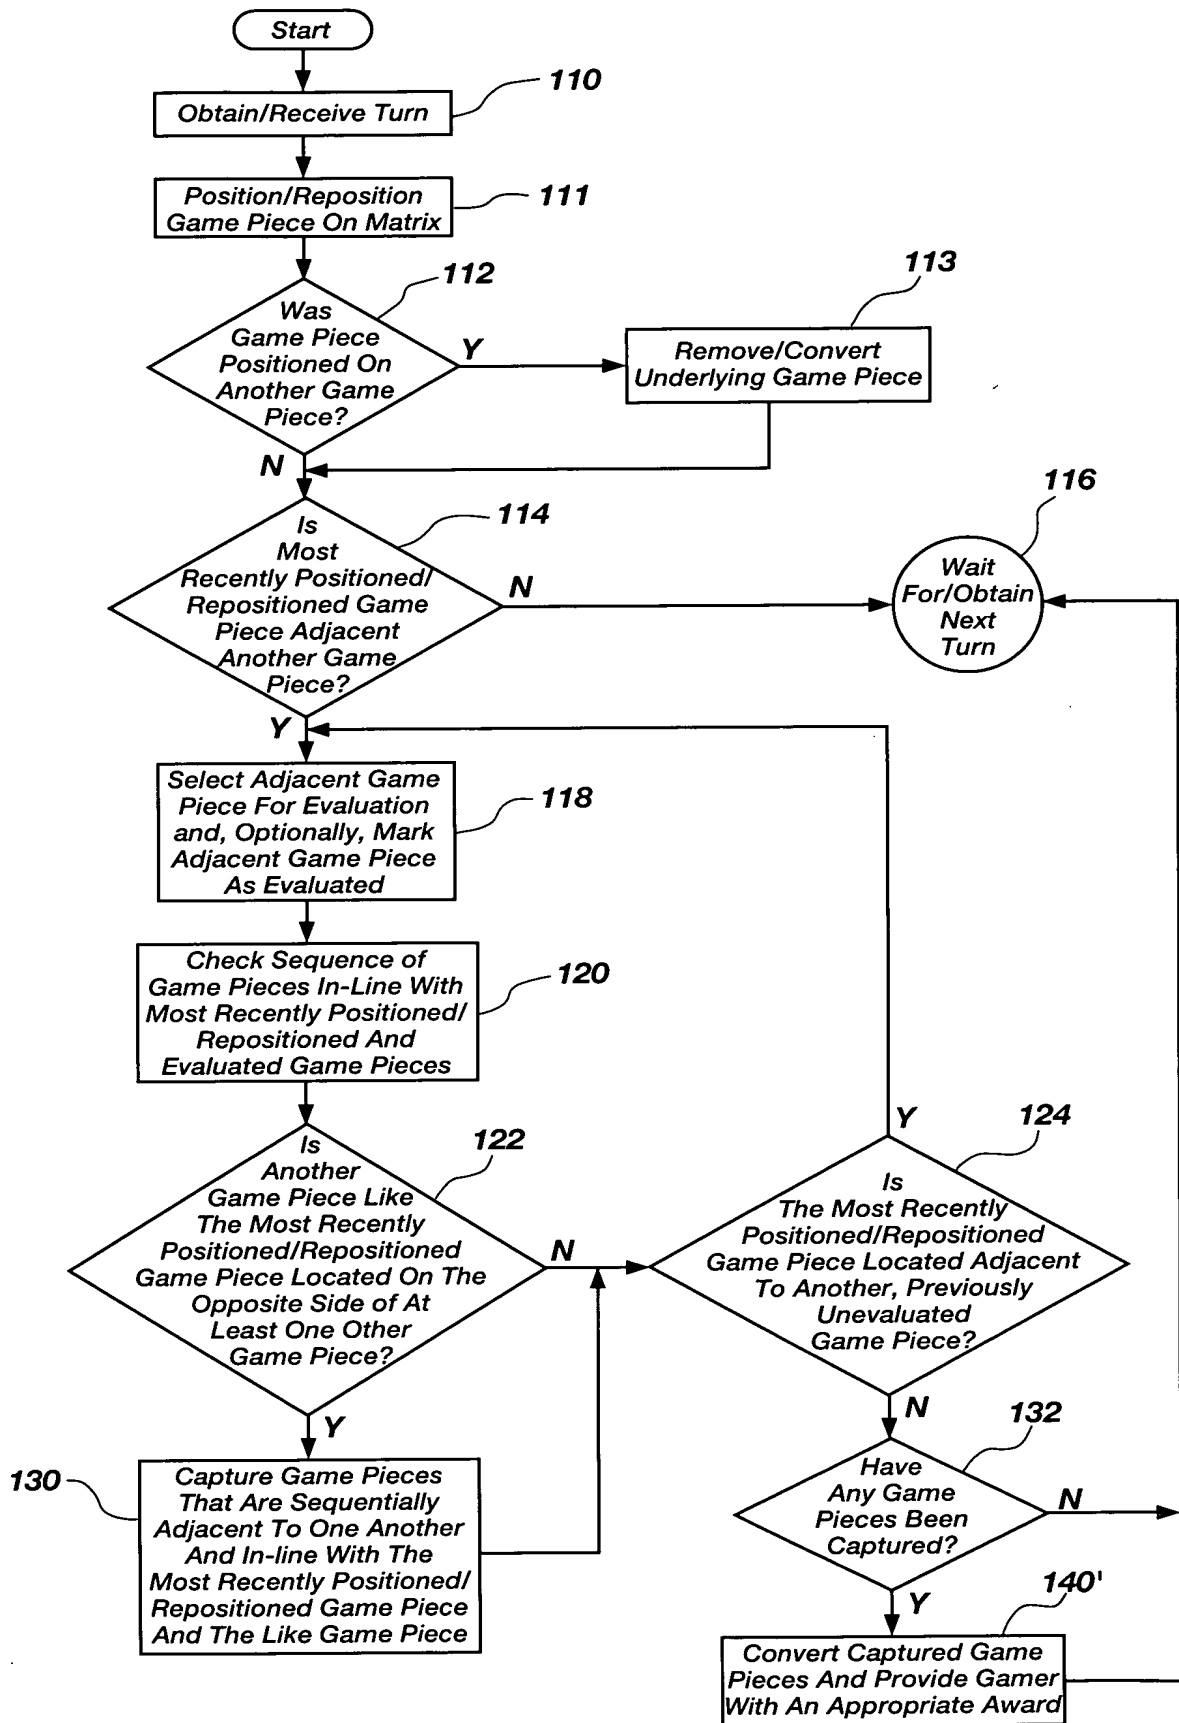 Start
110
Obtain/Receive Turn
111
Position/Reposition
Game Piece On Matrix
112
Was
Game Piece
Positioned On
Another Game
Piece?
Y
113
Remove/Convert
Underlying Game Piece
N
114
Is
Most
Recently Positioned/
Repositioned Game
Piece Adjacent
Another Game
Piece?
N
116
Wait
For/Obtain
Next
Turn
Y
118
Select Adjacent Game
Piece For Evaluation
and, Optionally, Mark
Adjacent Game Piece
As Evaluated
120
Check Sequence of
Game Pieces In-Line With
Most Recently Positioned/
Repositioned And
Evaluated Game Pieces
122
Is
Another
Game Piece Like
The Most Recently
Positioned/Repositioned
Game Piece Located On The
Opposite Side of At
Least One Other
Game Piece?
N
Y
124
Is
The Most Recently
Positioned/Repositioned
Game Piece Located Adjacent
To Another, Previously
Unevaluated
Game Piece?
Y
N
130
Capture Game Pieces
That Are Sequentially
Adjacent To One Another
And In-line With The
Most Recently Positioned/
Repositioned Game Piece
And The Like Game Piece
132
Have
Any Game
Pieces Been
Captured?
N
Y
140'
Convert Captured Game
Pieces And Provide Gamer
With An Appropriate Award